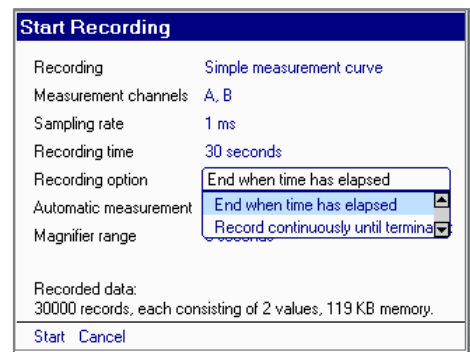 Start Recording
Recording Simple measurement curve
Measurement channels A, B
Sampling rate 1 ms
Recording time 30 seconds
Recording option End when time has elapsed
Automatic measurement End when time has elapsed
Magnifier range Record continuously until
Recorded data:
30000 records, each consisting of 2 values, 119 KB memory.
Start Cancel